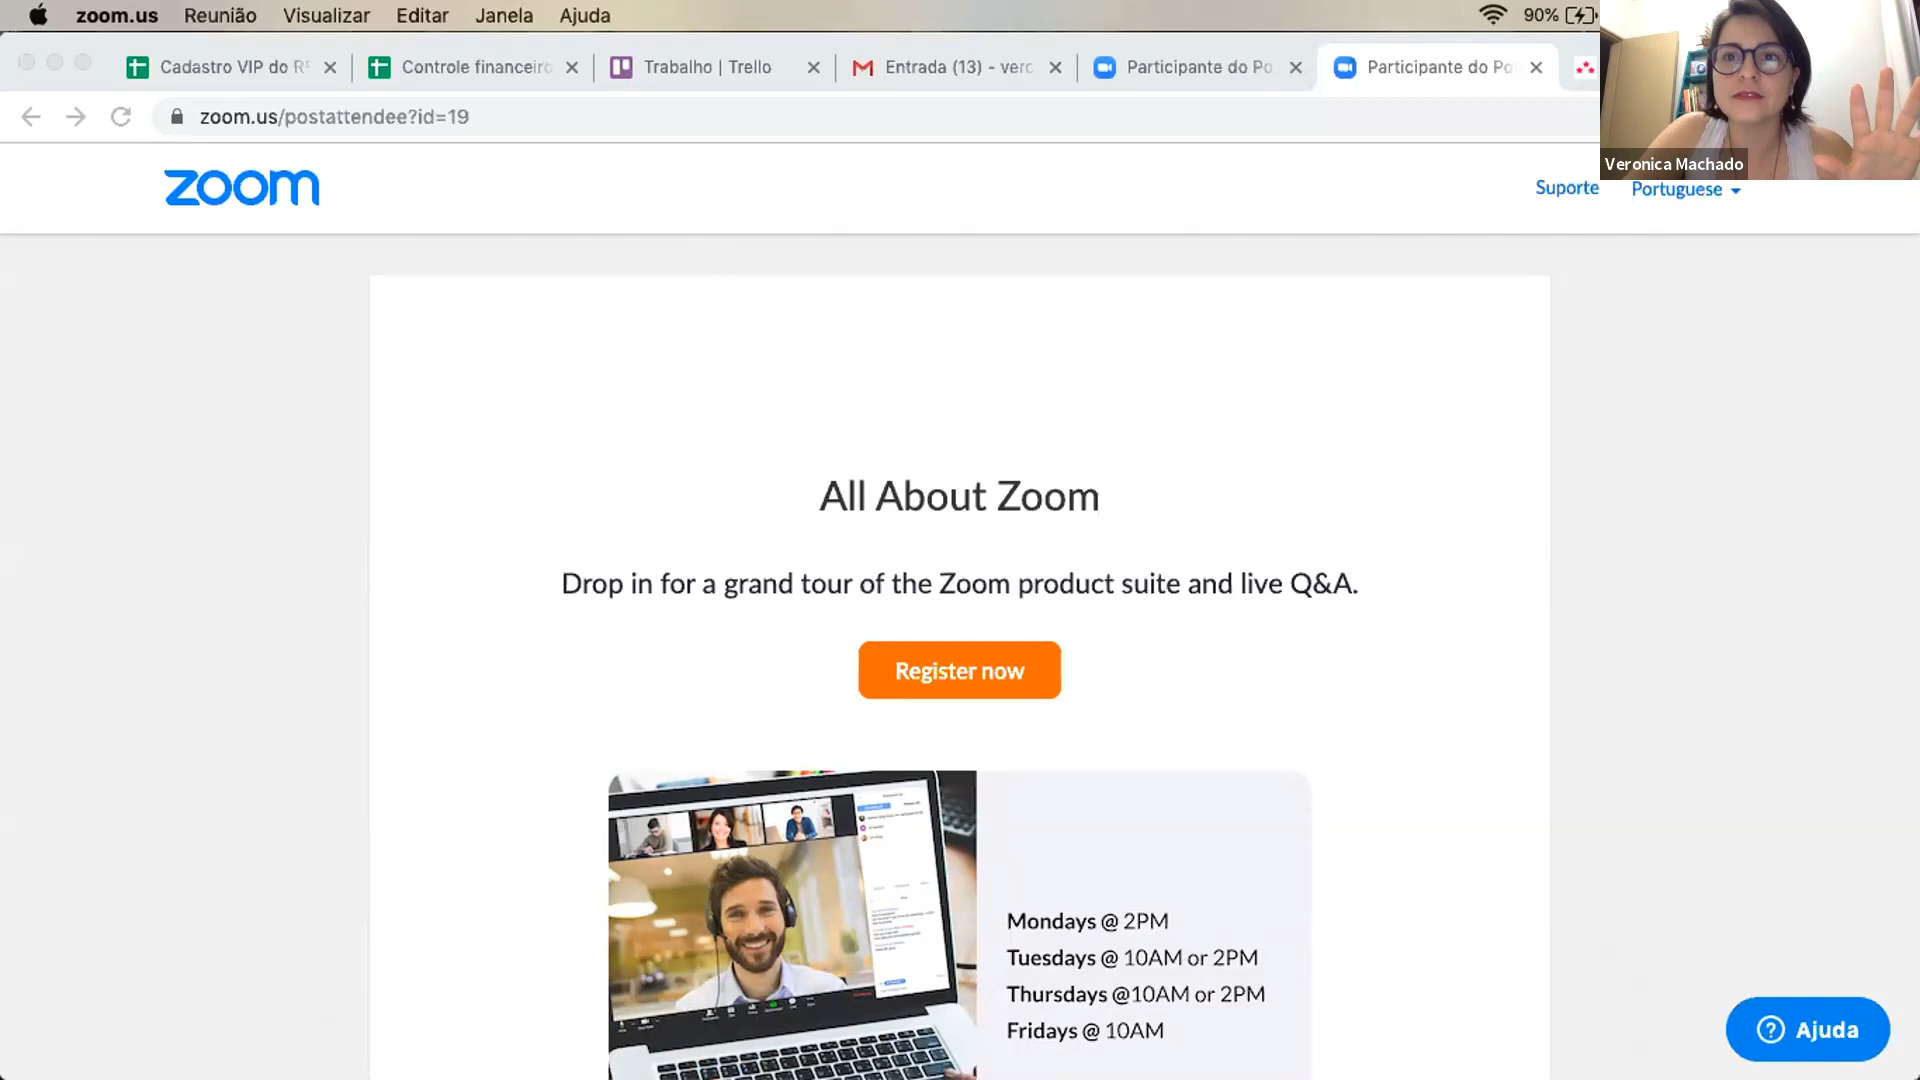 zoom.us Reunião Visualizar Editar Janela Ajuda 90%
Cadastro VIP do R Controle financeiro Trabalho | Trello Entrada (13) - verc Participante do Po Participante do Po
zoom.us/postattendee?id=19
Veronica Machado
zoom Suporte Portuguese
All About Zoom
Drop in for a grand tour of the Zoom product suite and live Q&A.
Register now
Mondays @ 2PM
Tuesdays @ 10AM or 2PM
Thursdays @10AM or 2PM
Fridays @ 10AM
Ajuda